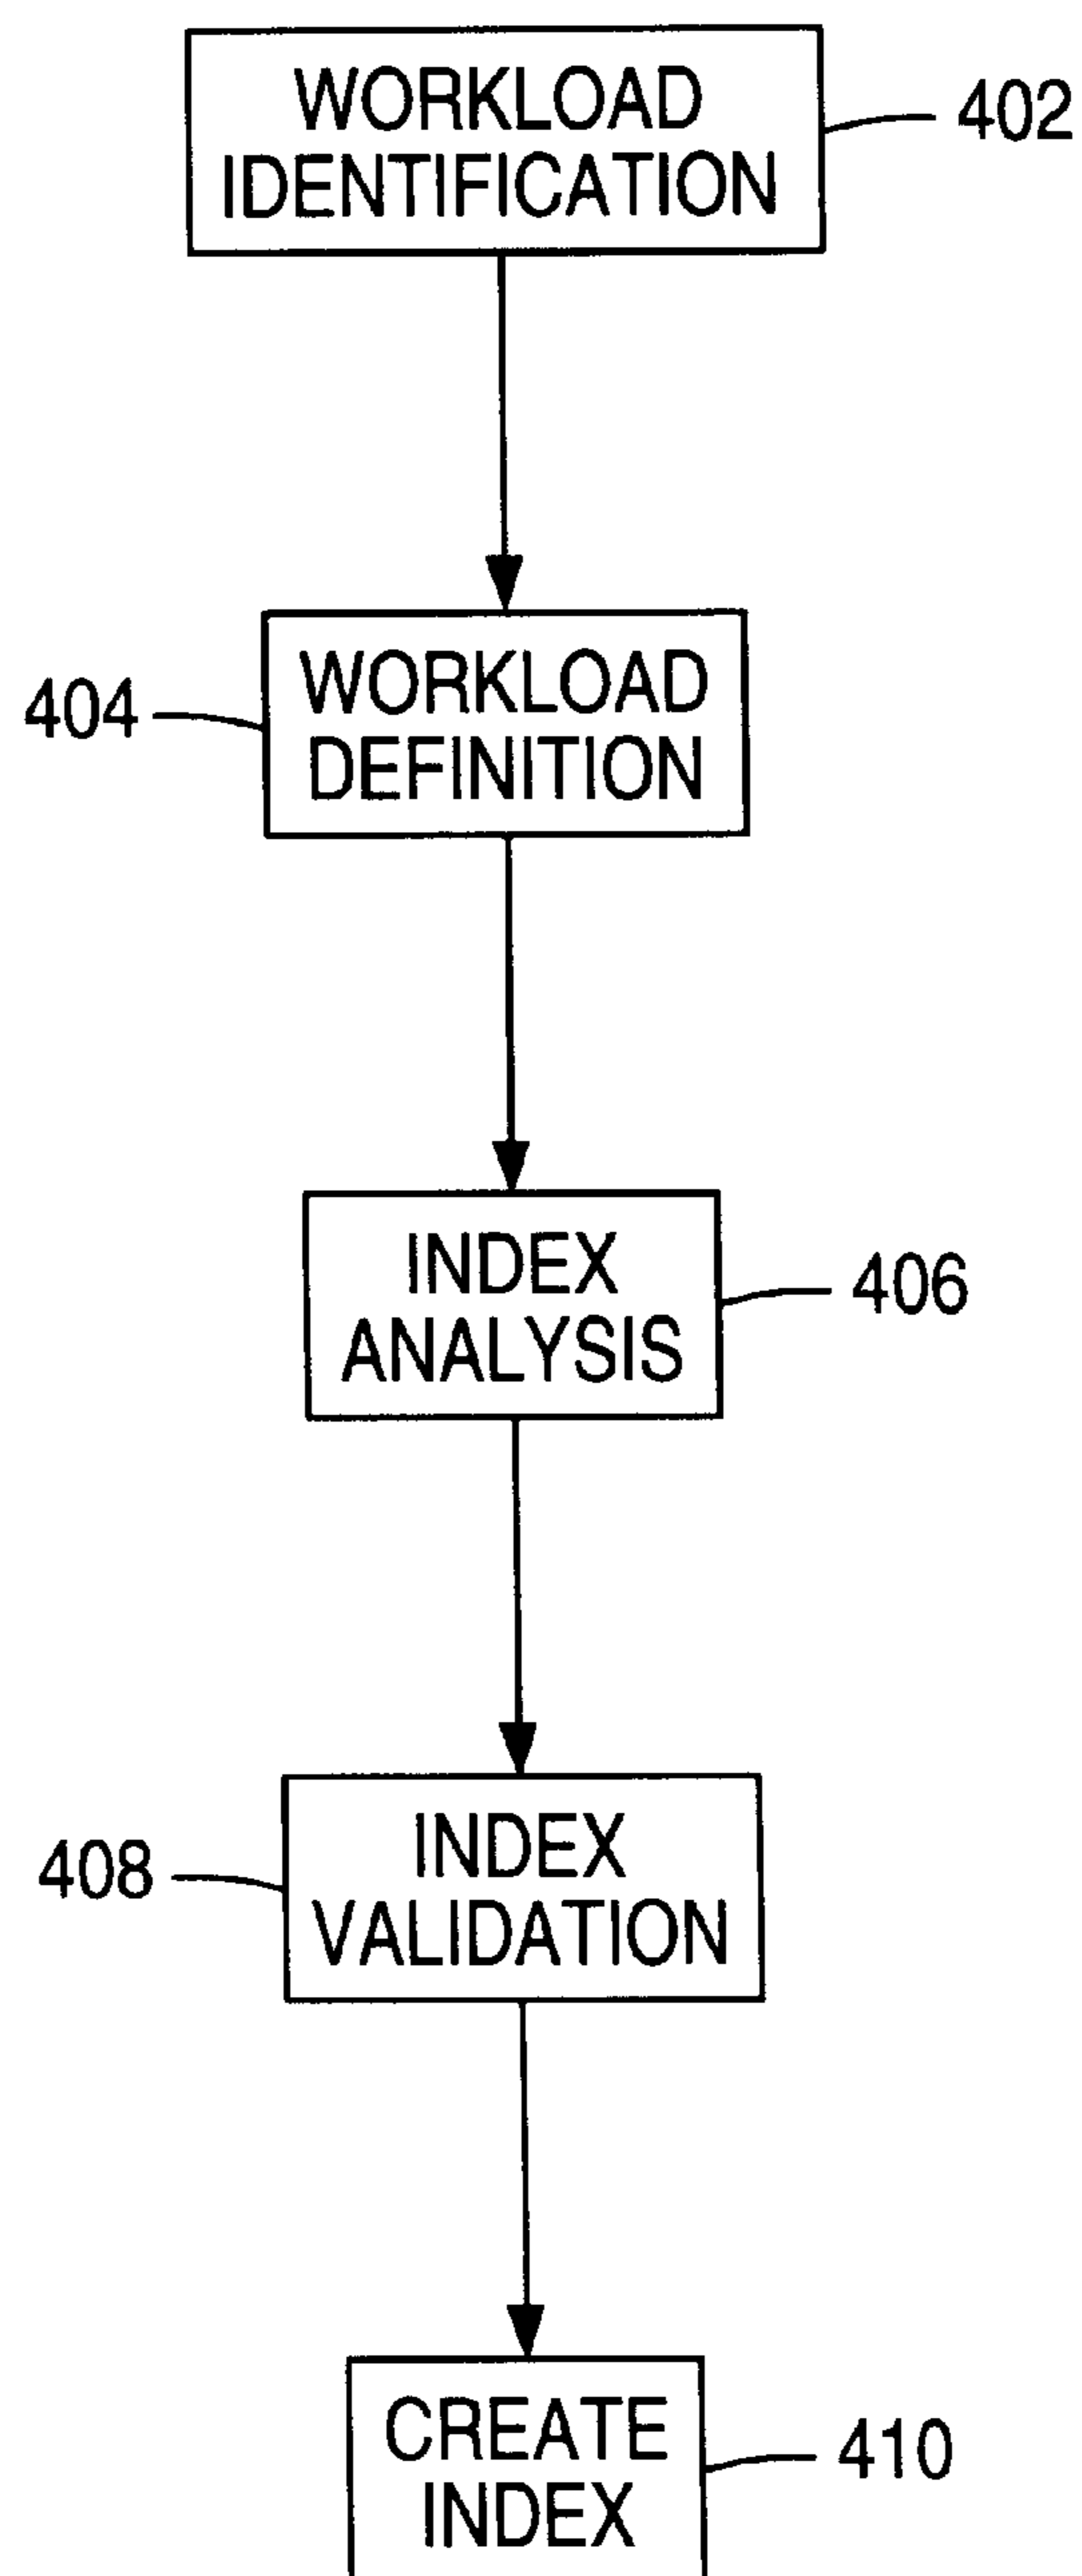 WORKLOAD
IDENTIFICATION
402
WORKLOAD
DEFINITION
404
INDEX
ANALYSIS
406
INDEX
VALIDATION
408
CREATE
INDEX
410